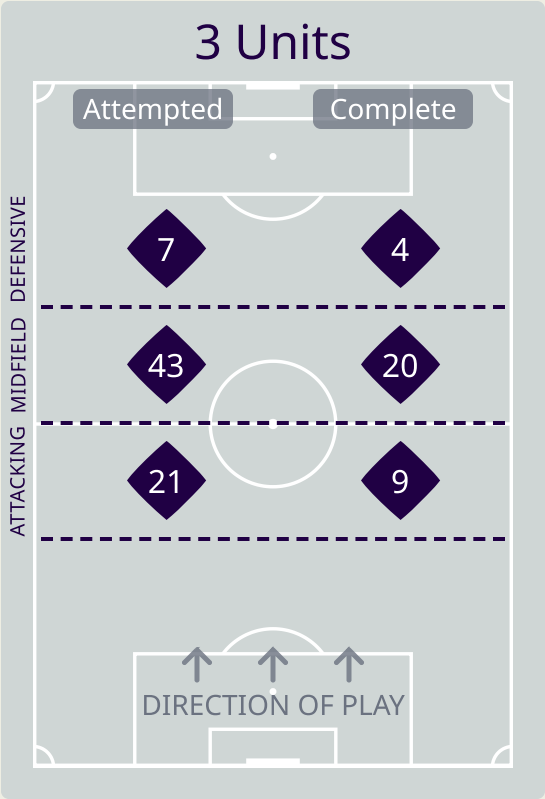 3 Units
Attempted Complete
DEFENSIVE
7 4
MIDFIELD
43 20
ATTACKING
21 9
DIRECTION OF PLAY